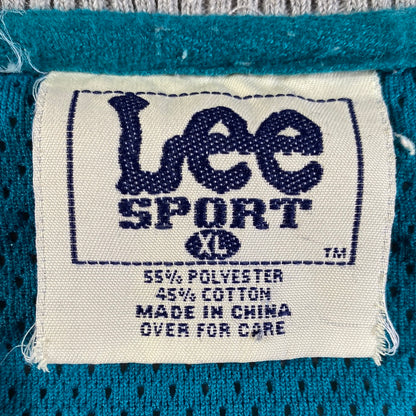 Lee
SPORT
XL
TM
55% POLYESTER
45% COTTON
MADE IN CHINA
OVER FOR CARE